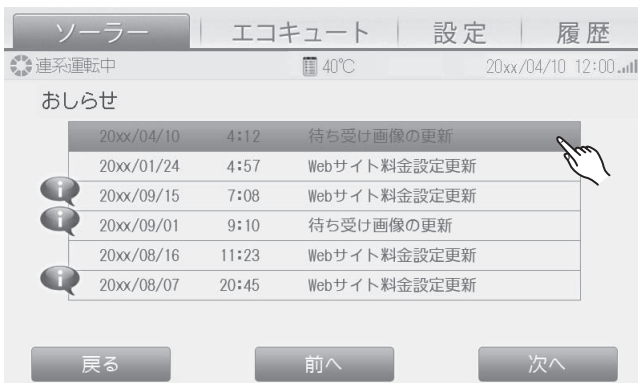 ソーラー エコキュート 設定 履歴
連系運転中 40℃ 20xx/04/10 12:00
おしらせ
20xx/04/10 4:12 待ち受け画像の更新
20xx/01/24 4:57 Webサイト料金設定更新
20xx/09/15 7:08 Webサイト料金設定更新
20xx/09/01 9:10 待ち受け画像の更新
20xx/08/16 11:23 Webサイト料金設定更新
20xx/08/07 20:45 Webサイト料金設定更新
戻る 前へ 次へ